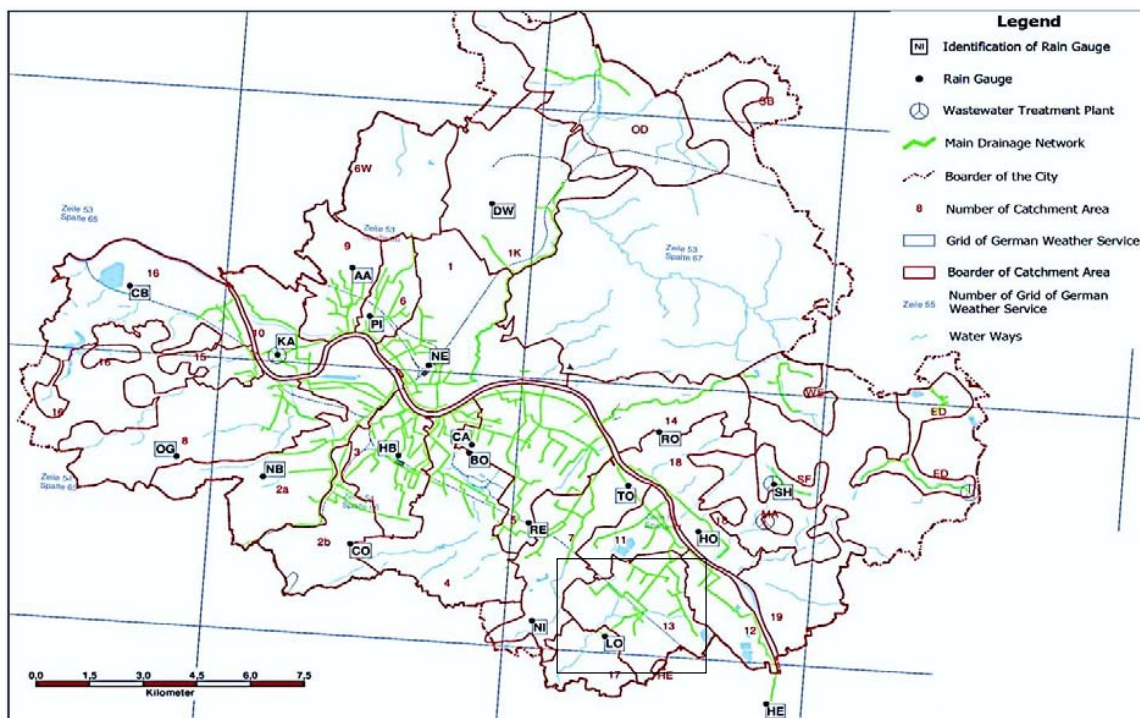 Legend
NI Identification of Rain Gauge
Rain Gauge
Wastewater Treatment Plant
Main Drainage Network
Boarder of the City
8 Number of Catchment Area
Grid of German Weather Service
Boarder of Catchment Area
Zeile 55 Number of Grid of German
Weather Service
Water Ways
SB
OD
6W
Zeile 53
Spalte 65
DW
Zeile 53
9
1K
1
Zeile 53
Spalte 67
16
AA
CB
6
PI
10
KA
NE
15
16
16
WE
ED
14
RO
CA
BO
OG
8
HB
3
18
ED
NB
Zeile 54
2a
SF
SH
TO
MA
18
RE
5
HO
2b
CO
7
11
4
19
NI
13
12
LO
17
HE
HE
0,0 1,5 3,0 4,5 6,0 7,5
Kilometer